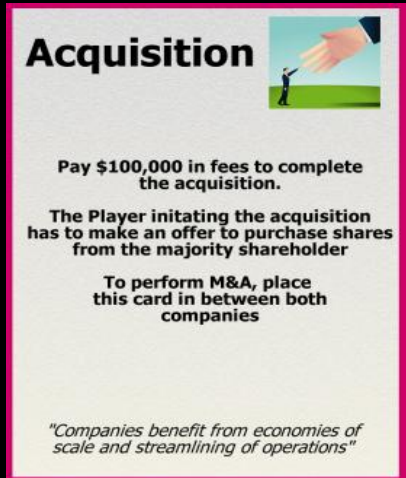 Acquisition
Pay $100,000 in fees to complete
the acquisition.
The Player initating the acquisition
has to make an offer to purchase shares
from the majority shareholder
To perform M&A, place
this card in between both
companies
"Companies benefit from economies of
scale and streamlining of operations"